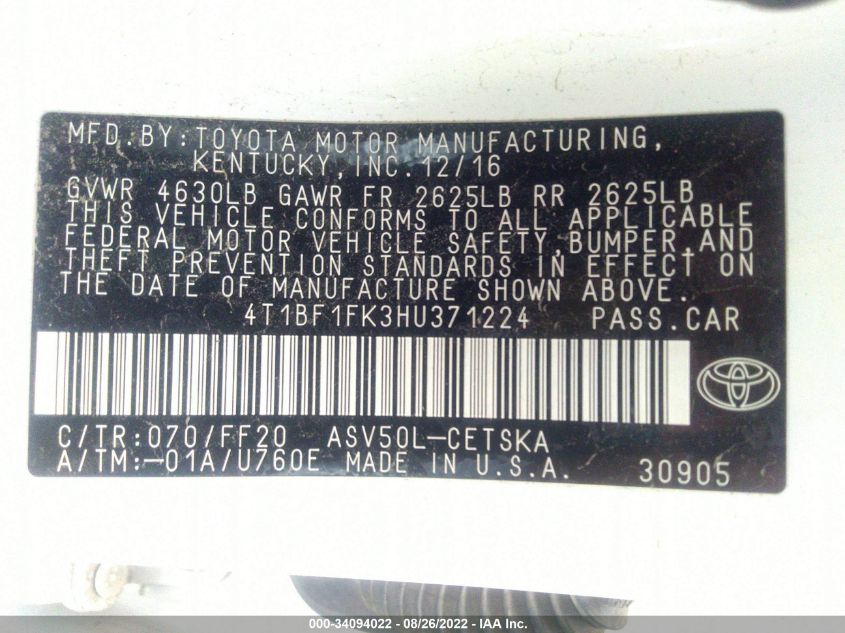 MFD.BY:TOYOTA MOTOR MANUFACTURING,
KENTUCKY,INC.12/16
GVWR 4630LB GAWR FR 2625LB RR 2625LB
THIS VEHICLE CONFORMS TO ALL APPLICABLE
FEDERAL MOTOR VEHICLE SAFETY,BUMPER,AND
THEFT PREVENTION STANDARDS IN EFFECT ON
THE DATE OF MANUFACTURE SHOWN ABOVE.
4T1BF1FK3HU371224 PASS.CAR
C/TR:070/FF20 ASV50L-CETSKA
A/TM:-01A/U760E MADE IN U.S.A. 30905
000-34094022 - 08/26/2022 - IAA Inc.